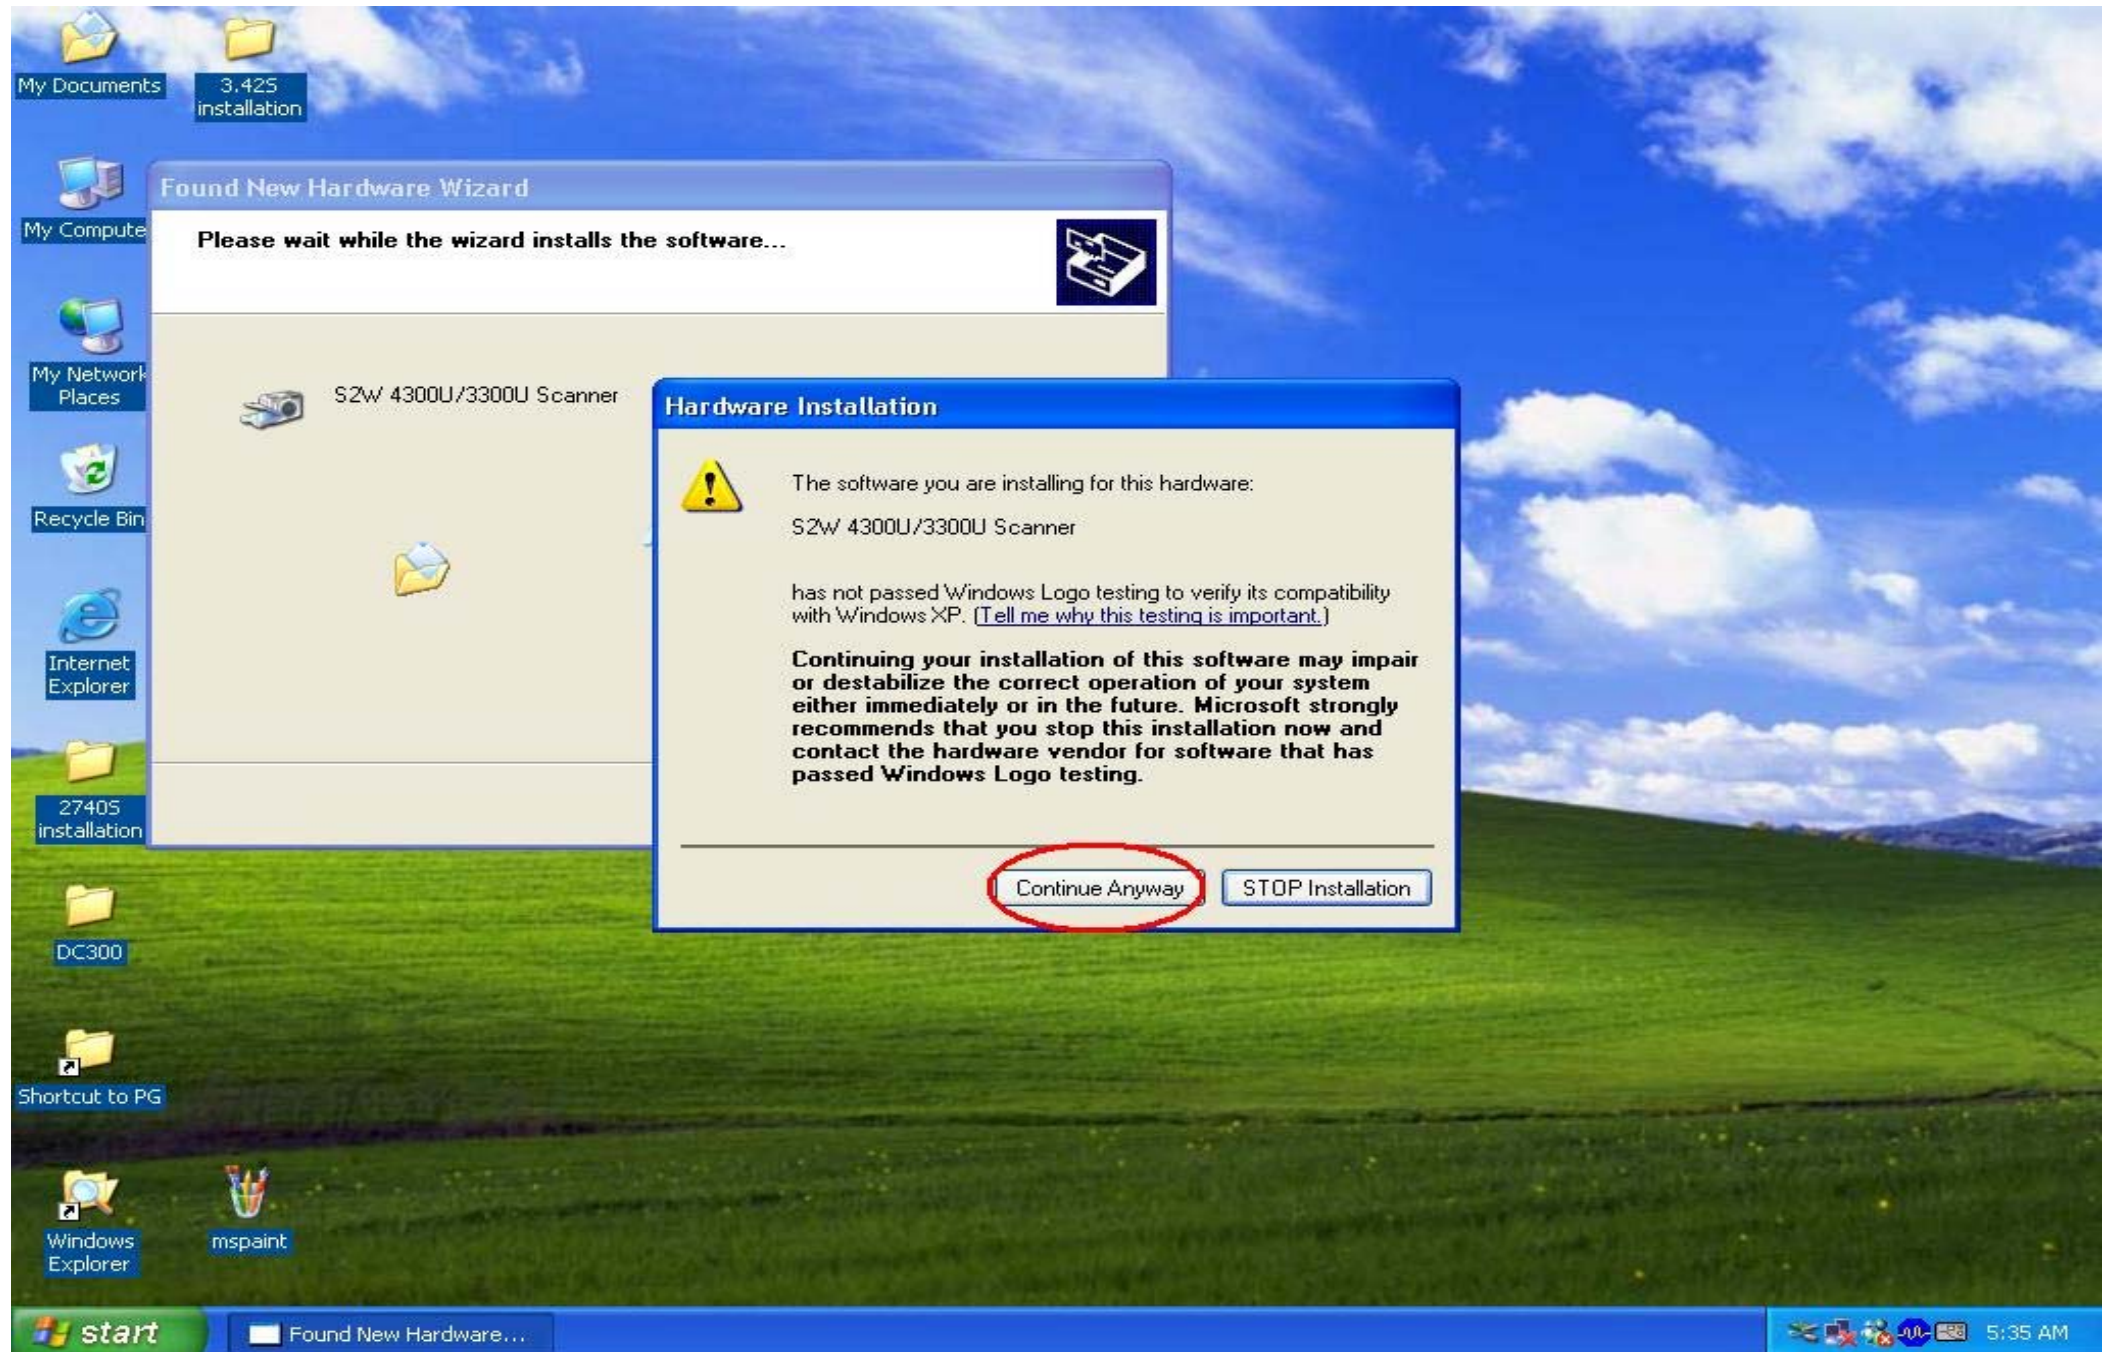 My Documents
3.42S
installation
My Compute
My Network
Places
Recycle Bin
Internet
Explorer
2740S
installation
DC300
Shortcut to PG
Windows
Explorer
mspaint
Found New Hardware Wizard
Please wait while the wizard installs the software...
S2W 4300U/3300U Scanner
Hardware Installation
The software you are installing for this hardware:
S2W 4300U/3300U Scanner
has not passed Windows Logo testing to verify its compatibility
with Windows XP. (Tell me why this testing is important.)
Continuing your installation of this software may impair
or destabilize the correct operation of your system
either immediately or in the future. Microsoft strongly
recommends that you stop this installation now and
contact the hardware vendor for software that has
passed Windows Logo testing.
Continue Anyway
STOP Installation
start
Found New Hardware...
5:35 AM